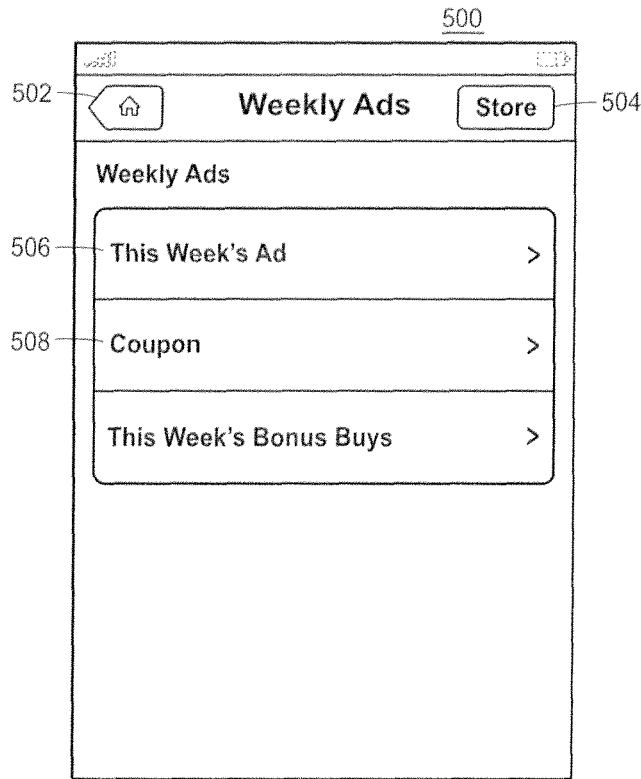 500
502
Weekly Ads
Store
504
Weekly Ads
506
This Week's Ad
>
508
Coupon
>
This Week's Bonus Buys
>